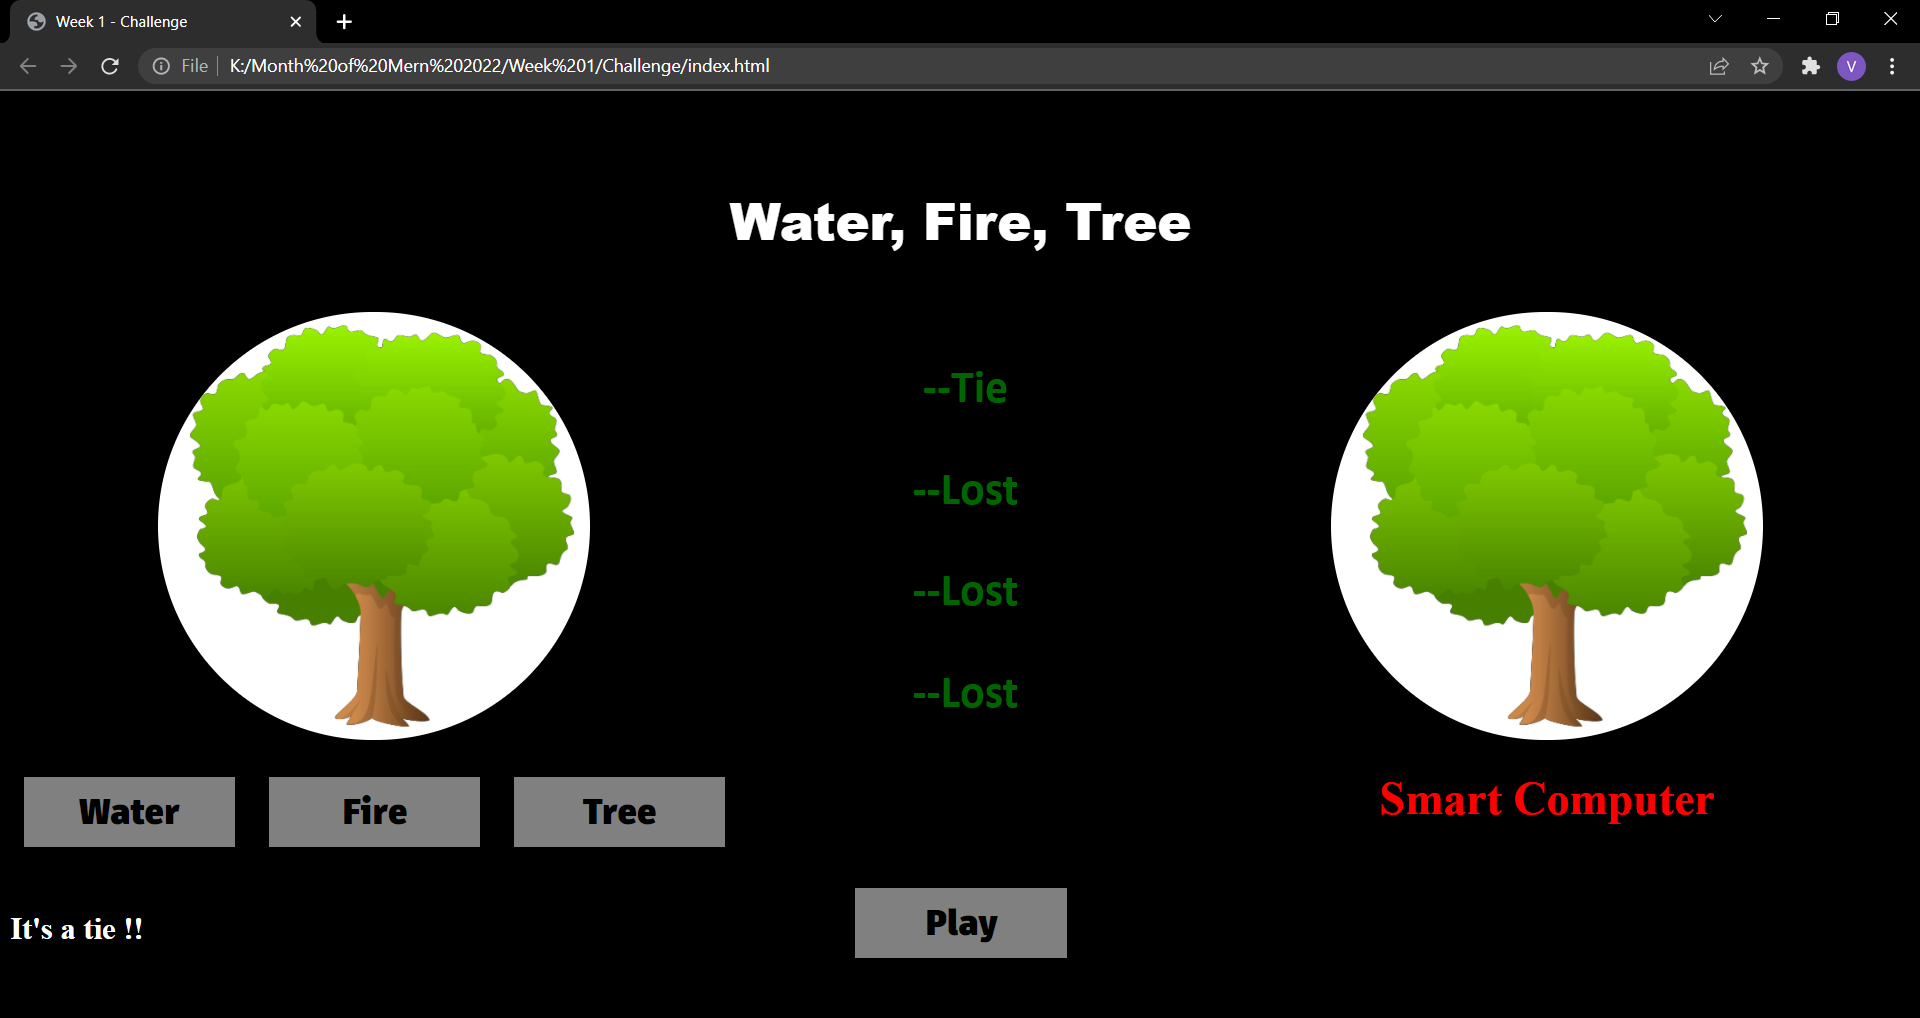 Week 1 - Challenge
File K:/Month%20of%20Mern%202022/Week%201/Challenge/index.html
V
Water, Fire, Tree
--Tie
--Lost
--Lost
--Lost
Water Fire Tree
Smart Computer
Play
It's a tie !!